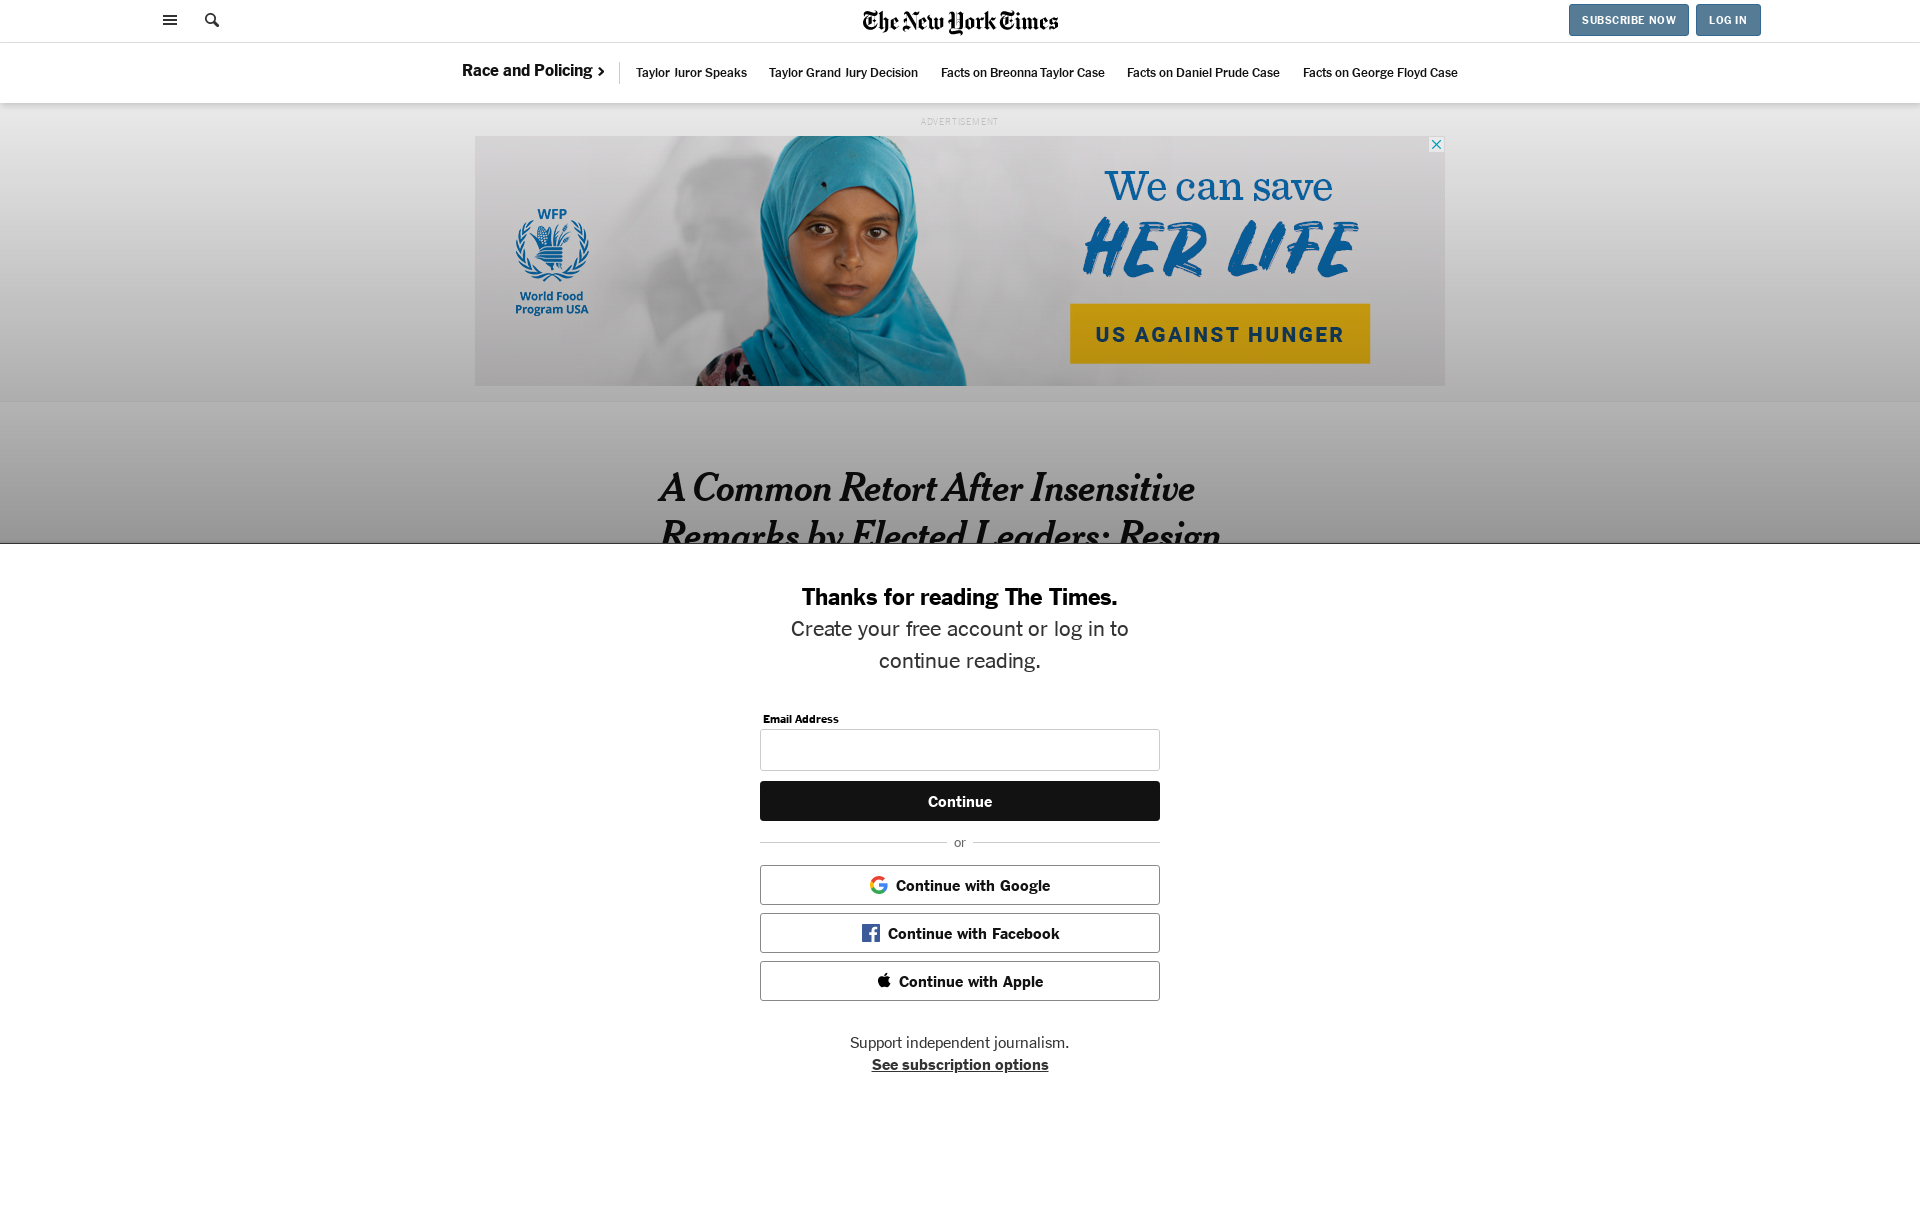 The New York Times
SUBSCRIBE NOW
LOG IN
Race and Policing
Taylor Juror Speaks
Taylor Grand Jury Decision
Facts on Breonna Taylor Case
Facts on Daniel Prude Case
Facts on George Floyd Case
ADVERTISEMENT
WFP
World Food
Program USA
We can save
HER LIFE
US AGAINST HUNGER
A Common Retort After Insensitive
Remarks by Elected Leaders: Resign
Thanks for reading The Times.
Create your free account or log in to
continue reading.
Email Address
Continue
or
Continue with Google
Continue with Facebook
Continue with Apple
Support independent journalism.
See subscription options